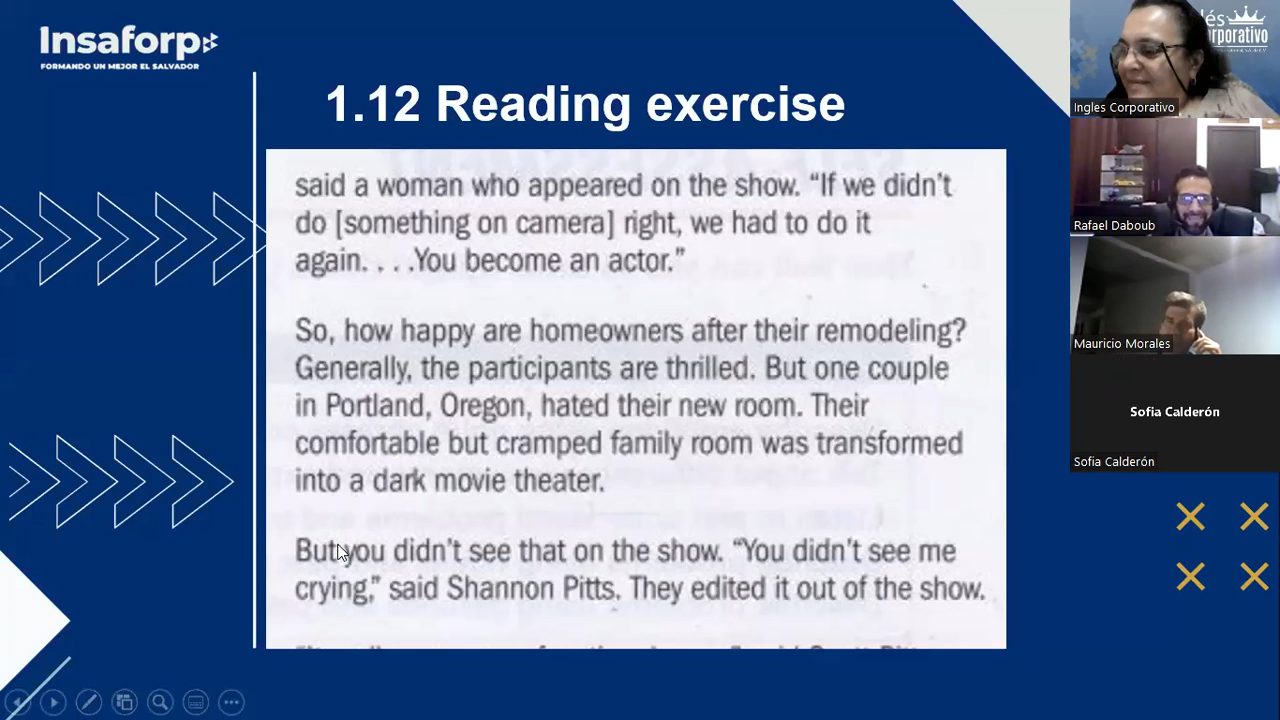 Insaforp
FORMANDO UN MEJOR EL SALVADOR
1.12 Reading exercise
said a woman who appeared on the show. “If we didn’t
do [something on camera] right, we had to do it
again. . . .You become an actor.”
So, how happy are homeowners after their remodeling?
Generally, the participants are thrilled. But one couple
in Portland, Oregon, hated their new room. Their
comfortable but cramped family room was transformed
into a dark movie theater.
But you didn’t see that on the show. “You didn’t see me
crying,” said Shannon Pitts. They edited it out of the show.
Ingles Corporativo
Rafael Daboub
Mauricio Morales
Sofia Calderón
Sofia Calderón